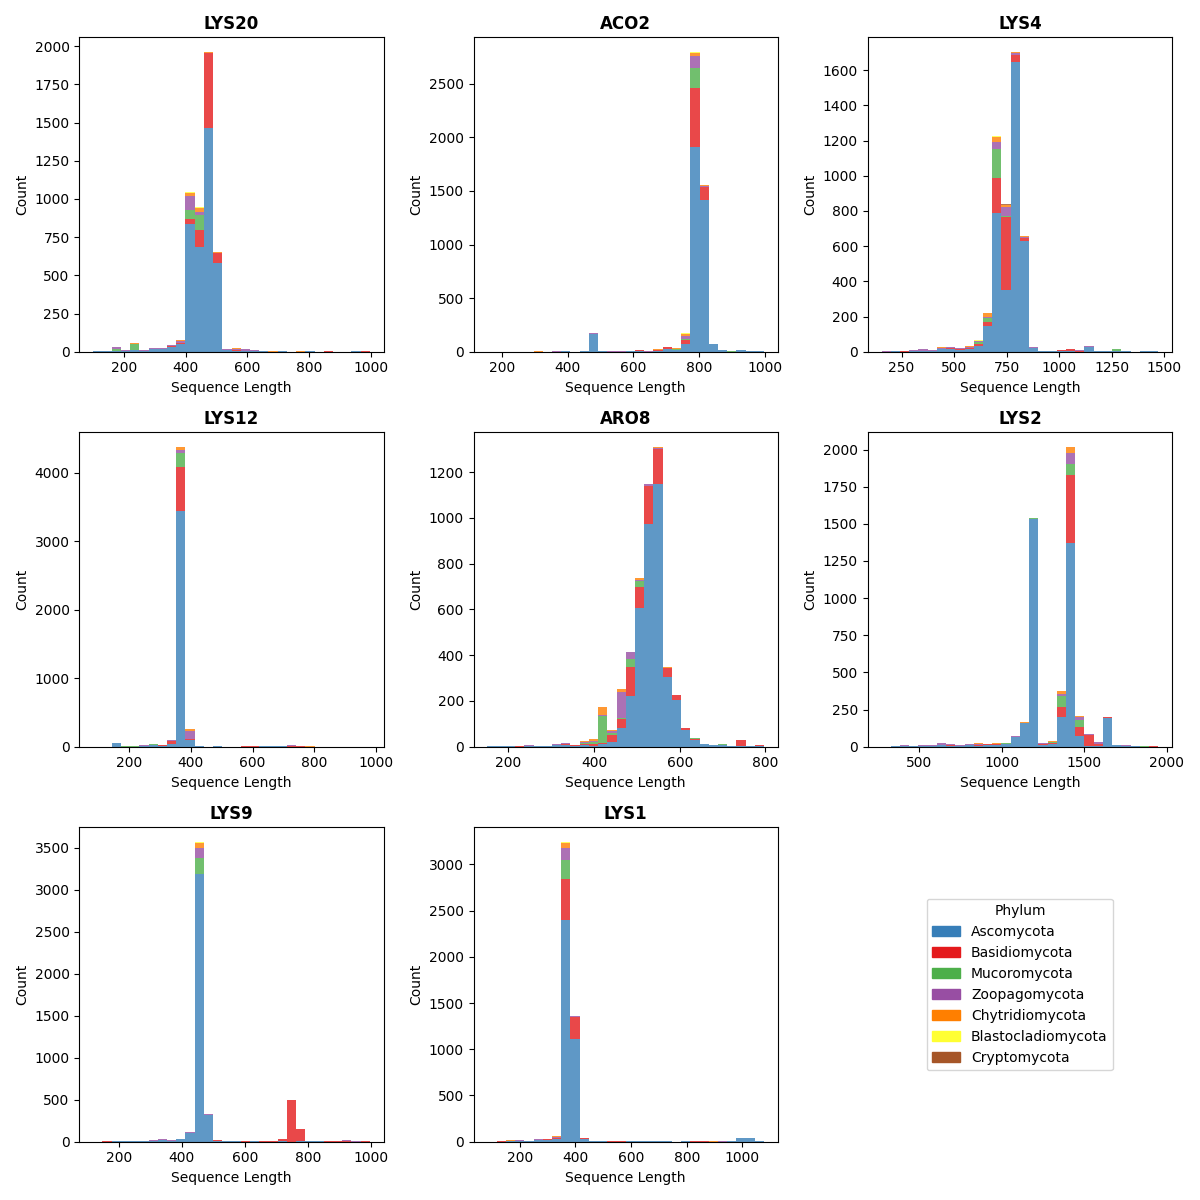 LYS20
ACO2
LYS4
2000
1750
1500
1250
1000
750
500
250
0
Count
200 400 600 800 1000
Sequence Length
2500
2000
1500
1000
500
0
Count
200 400 600 800 1000
Sequence Length
1600
1400
1200
1000
800
600
400
200
0
Count
250 500 750 1000 1250 1500
Sequence Length
LYS12
ARO8
LYS2
4000
3000
2000
1000
0
Count
200 400 600 800 1000
Sequence Length
1200
1000
800
600
400
200
0
Count
200 400 600 800
Sequence Length
2000
1750
1500
1250
1000
750
500
250
0
Count
500 1000 1500 2000
Sequence Length
LYS9
LYS1
3500
3000
2500
2000
1500
1000
500
0
Count
200 400 600 800 1000
Sequence Length
3000
2500
2000
1500
1000
500
0
Count
200 400 600 800 1000
Sequence Length
Phylum
Ascomycota
Basidiomycota
Mucoromycota
Zoopagomycota
Chytridiomycota
Blastocladiomycota
Cryptomycota